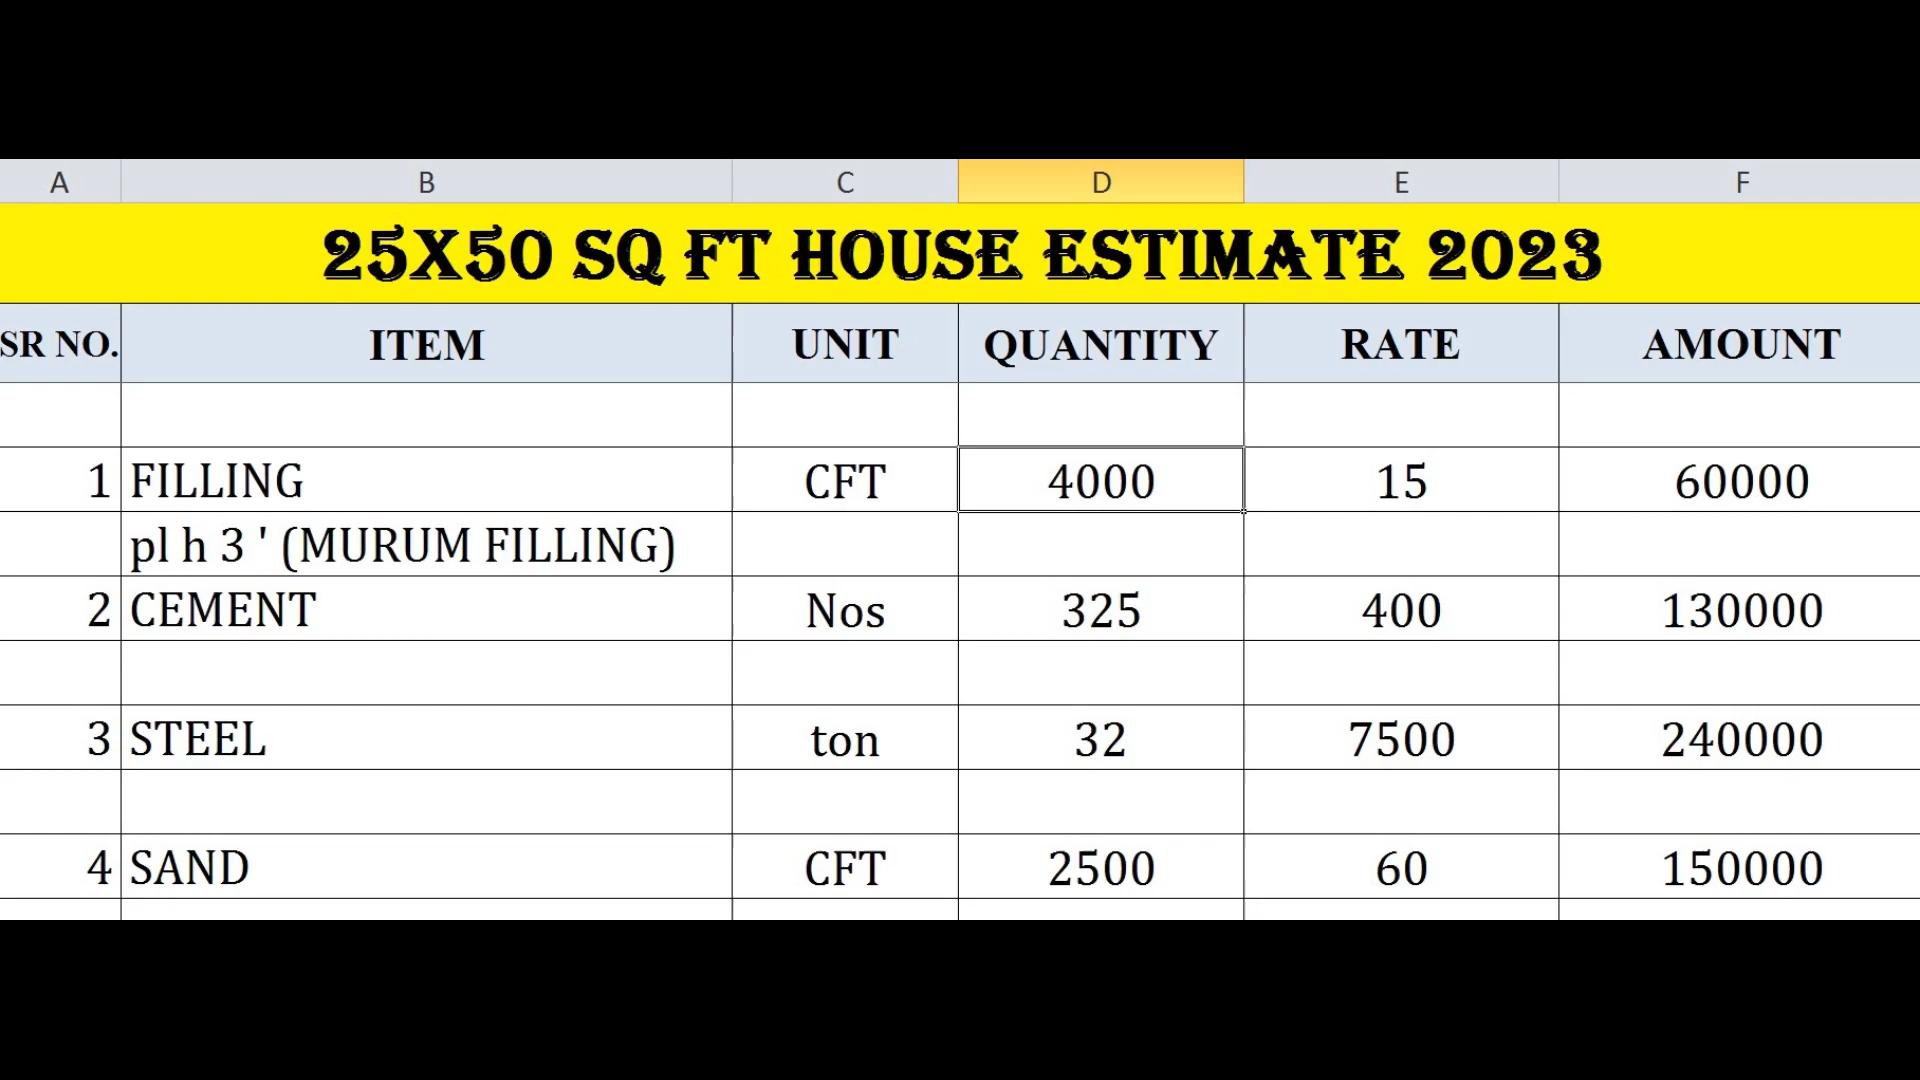 A B C D E F
25X50 SQ FT HOUSE ESTIMATE 2023
SR NO. ITEM UNIT QUANTITY RATE AMOUNT
1 FILLING CFT 4000 15 60000
pl h 3 ' (MURUM FILLING)
2 CEMENT Nos 325 400 130000
3 STEEL ton 32 7500 240000
4 SAND CFT 2500 60 150000